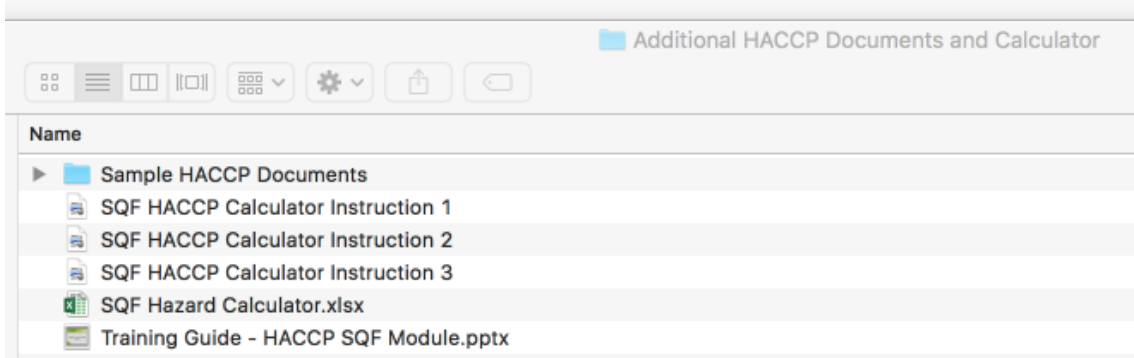 Additional HACCP Documents and Calculator
Name
Sample HACCP Documents
SQF HACCP Calculator Instruction 1
SQF HACCP Calculator Instruction 2
SQF HACCP Calculator Instruction 3
SQF Hazard Calculator.xlsx
Training Guide - HACCP SQF Module.pptx